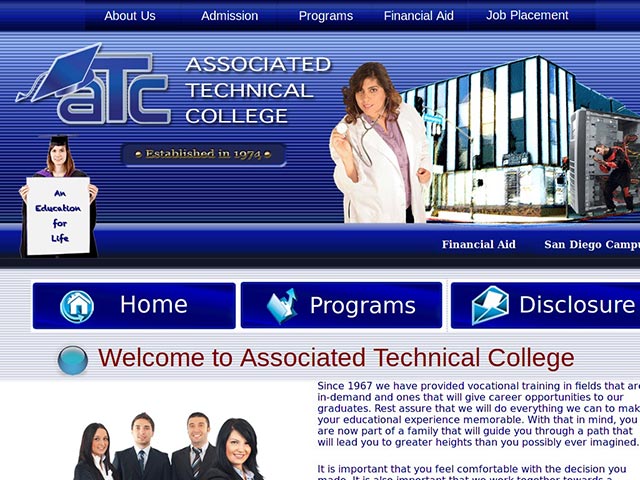 About Us Admission Programs Financial Aid Job Placement
aTc
ASSOCIATED
TECHNICAL
COLLEGE
Established in 1974
An
Education
for
Life
Financial Aid San Diego Campu
Home Programs Disclosure
Welcome to Associated Technical College
Since 1967 we have provided vocational training in fields that are
in-demand and ones that will give career opportunities to our
graduates. Rest assure that we will do everything we can to mak
your educational experience memorable. With that in mind, you
are now part of a family that will guide you through a path that
will lead you to greater heights than you possibly ever imagined.
It is important that you feel comfortable with the decision you
made. It is also important that we work together towards a